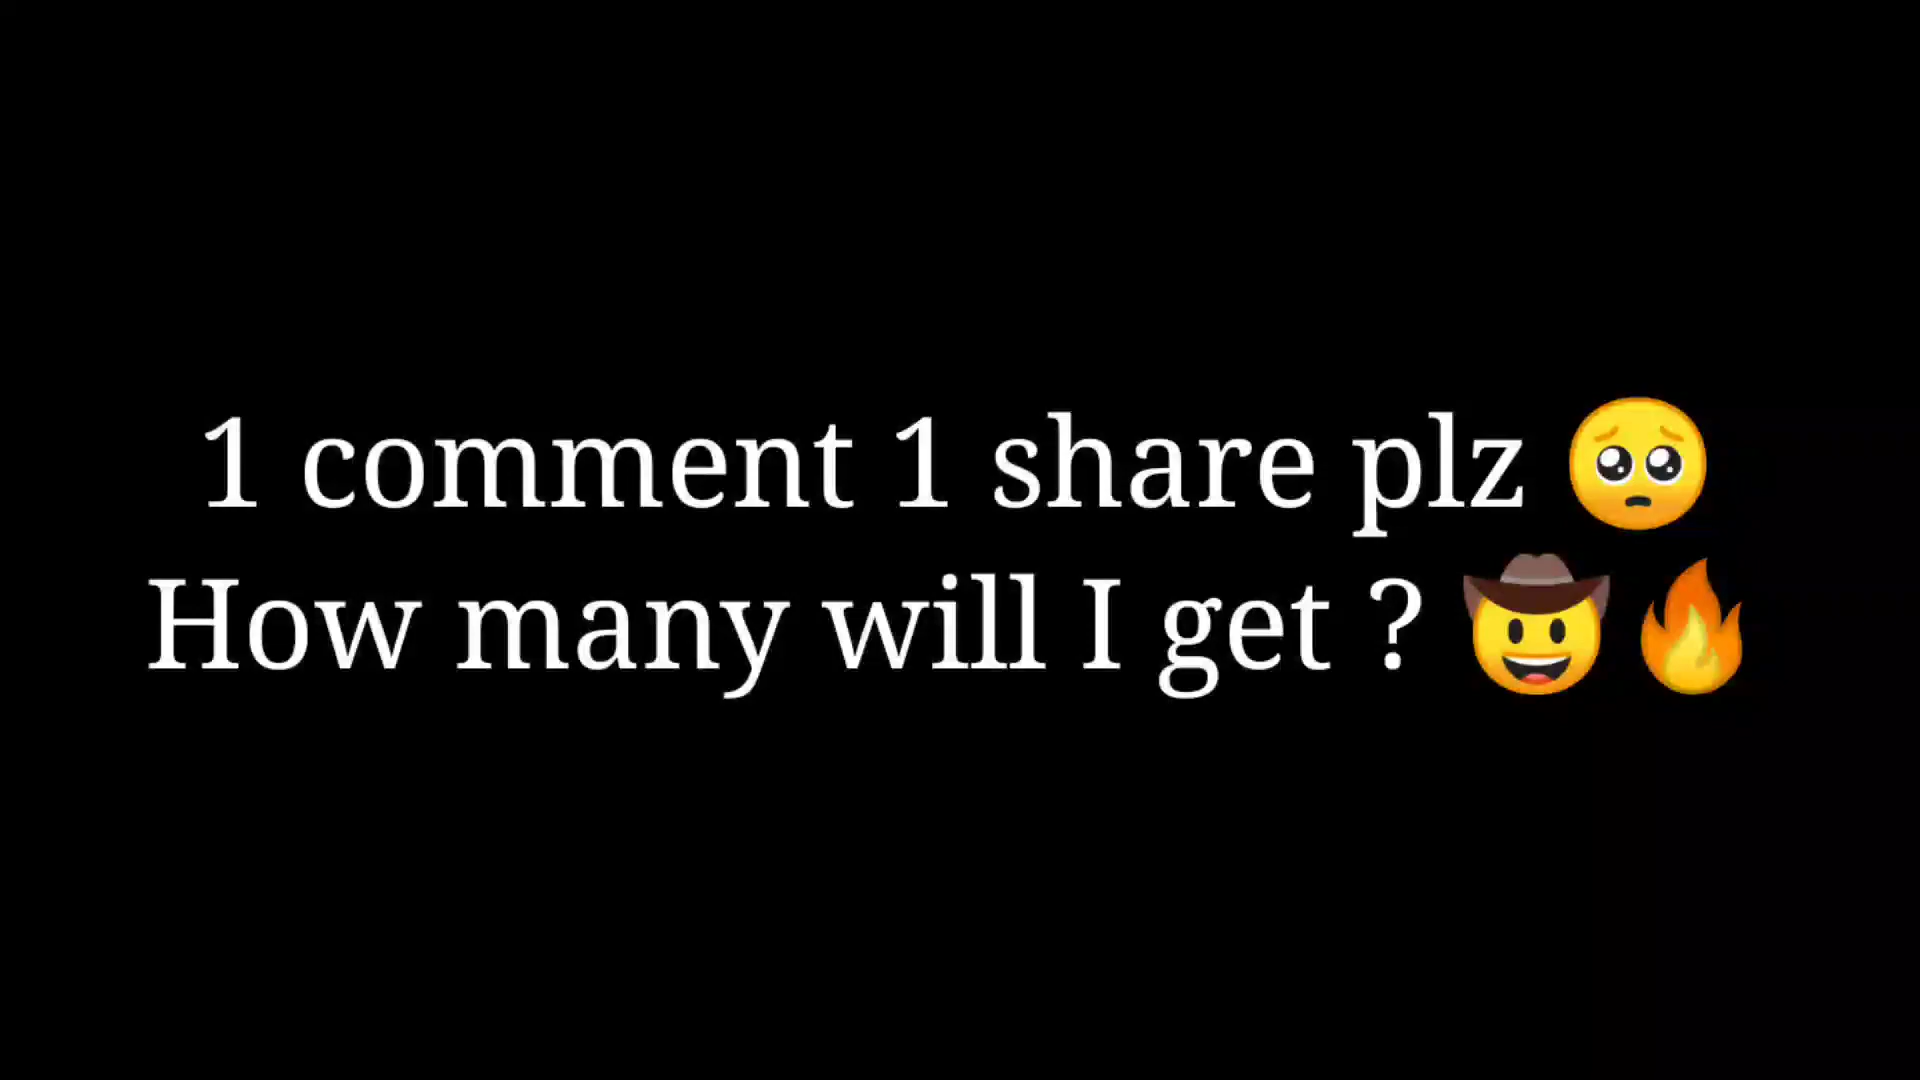 1 comment 1 share plz 🥺
How many will I get ? 🤠🔥